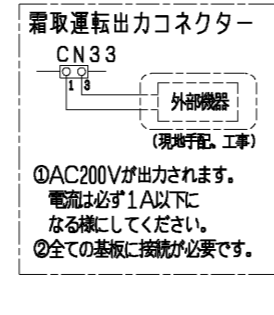 霜取運転出力コネクター
CN33
1 3
外部機器
(現地手配。工事)
①AC200Vが出力されます。
電流は必ず1A以下に
なる様にしてください。
②全ての基板に接続が必要です。